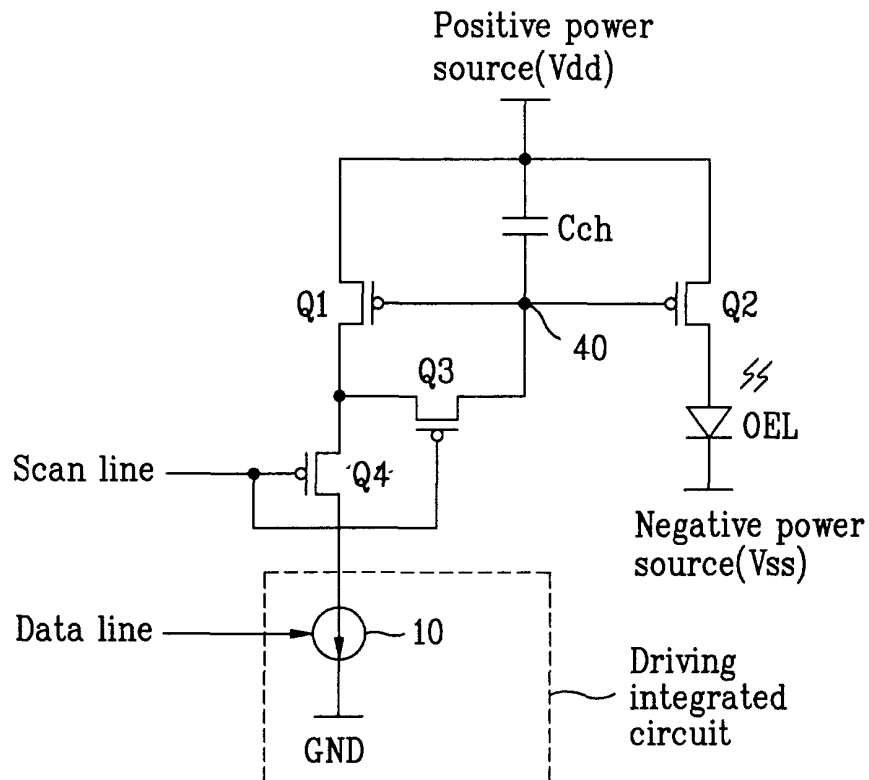 Positive power
source(Vdd)
Cch
Q1
Q2
40
Q3
OEL
Scan line
Q4
Negative power
source(Vss)
Data line
10
Driving
integrated
circuit
GND